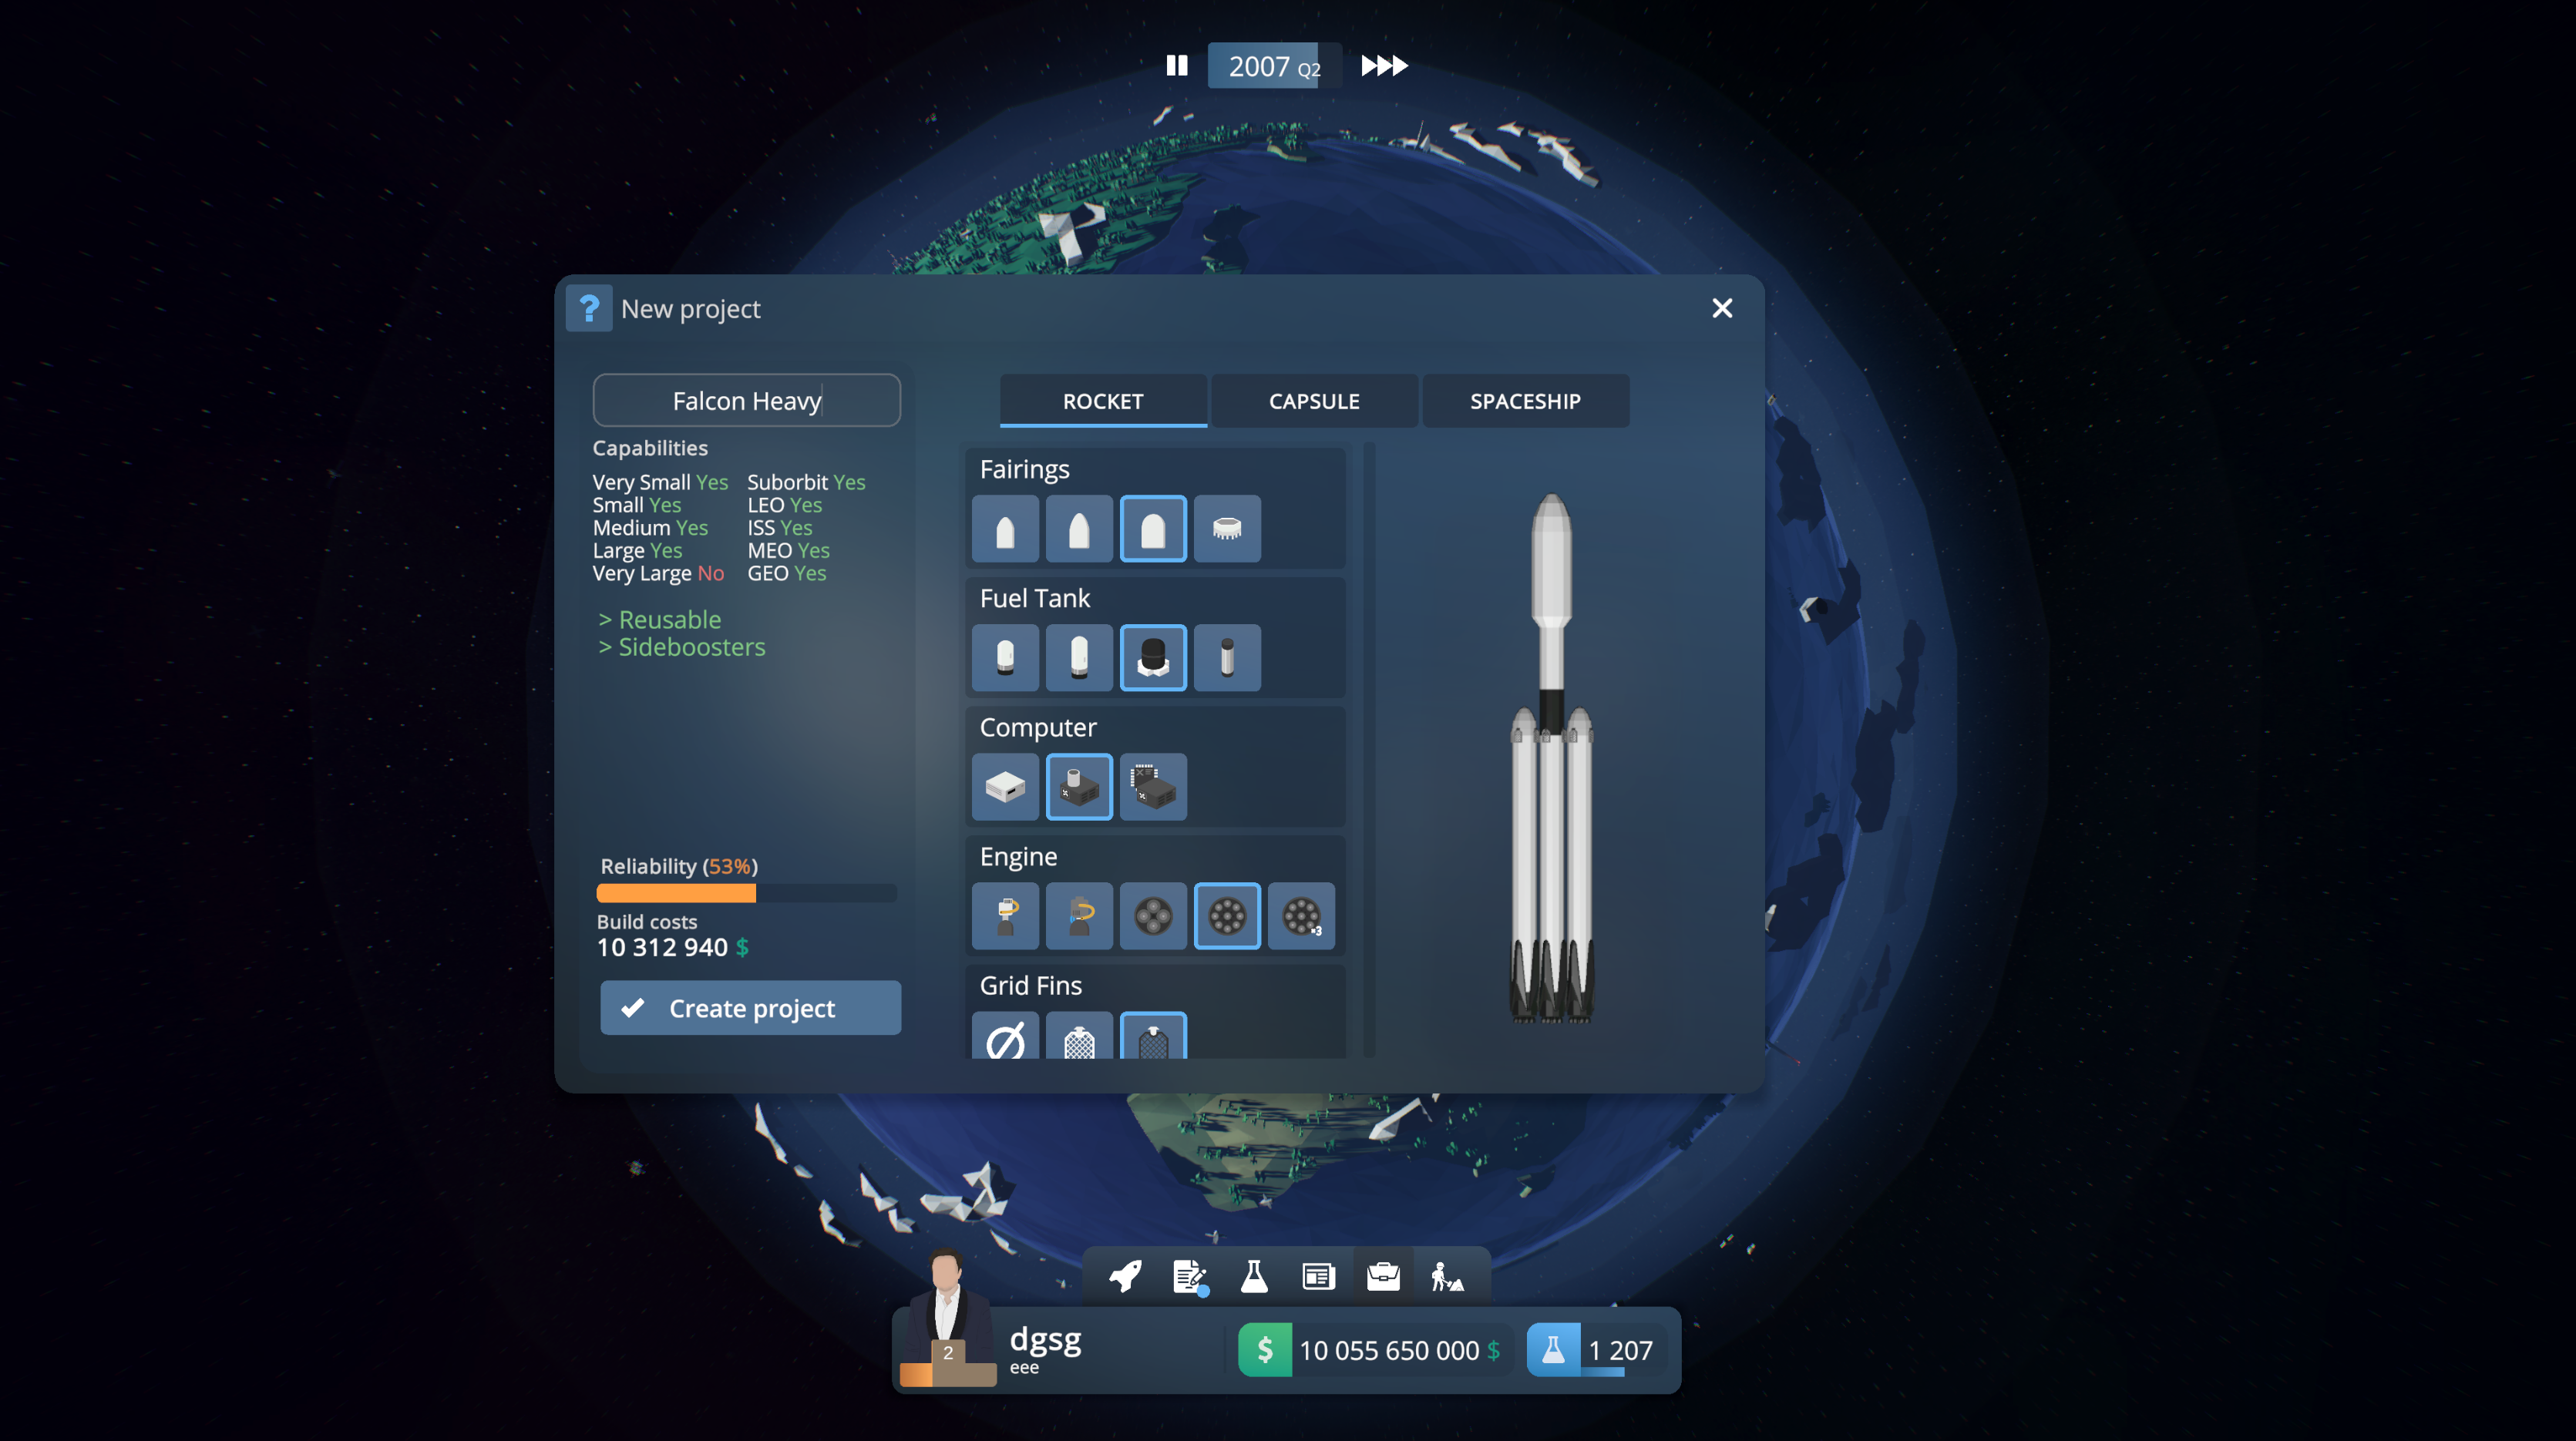 2007 Q2
New project
Falcon Heavy
ROCKET CAPSULE SPACESHIP
Capabilities
Very Small Yes Suborbit Yes
Small Yes LEO Yes
Medium Yes ISS Yes
Large Yes MEO Yes
Very Large No GEO Yes
> Reusable
> Sideboosters
Reliability (53%)
Build costs
10 312 940 $
Create project
Fairings
Fuel Tank
Computer
Engine
×3
Grid Fins
2
dgsg
eee
$ 10 055 650 000 $
1 207